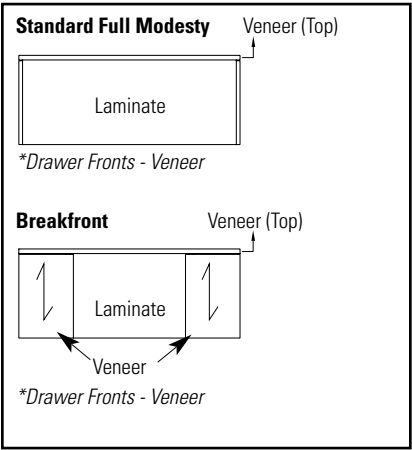 Standard Full Modesty Veneer (Top)
Laminate
*Drawer Fronts - Veneer
Breakfront Veneer (Top)
Laminate
Veneer
*Drawer Fronts - Veneer